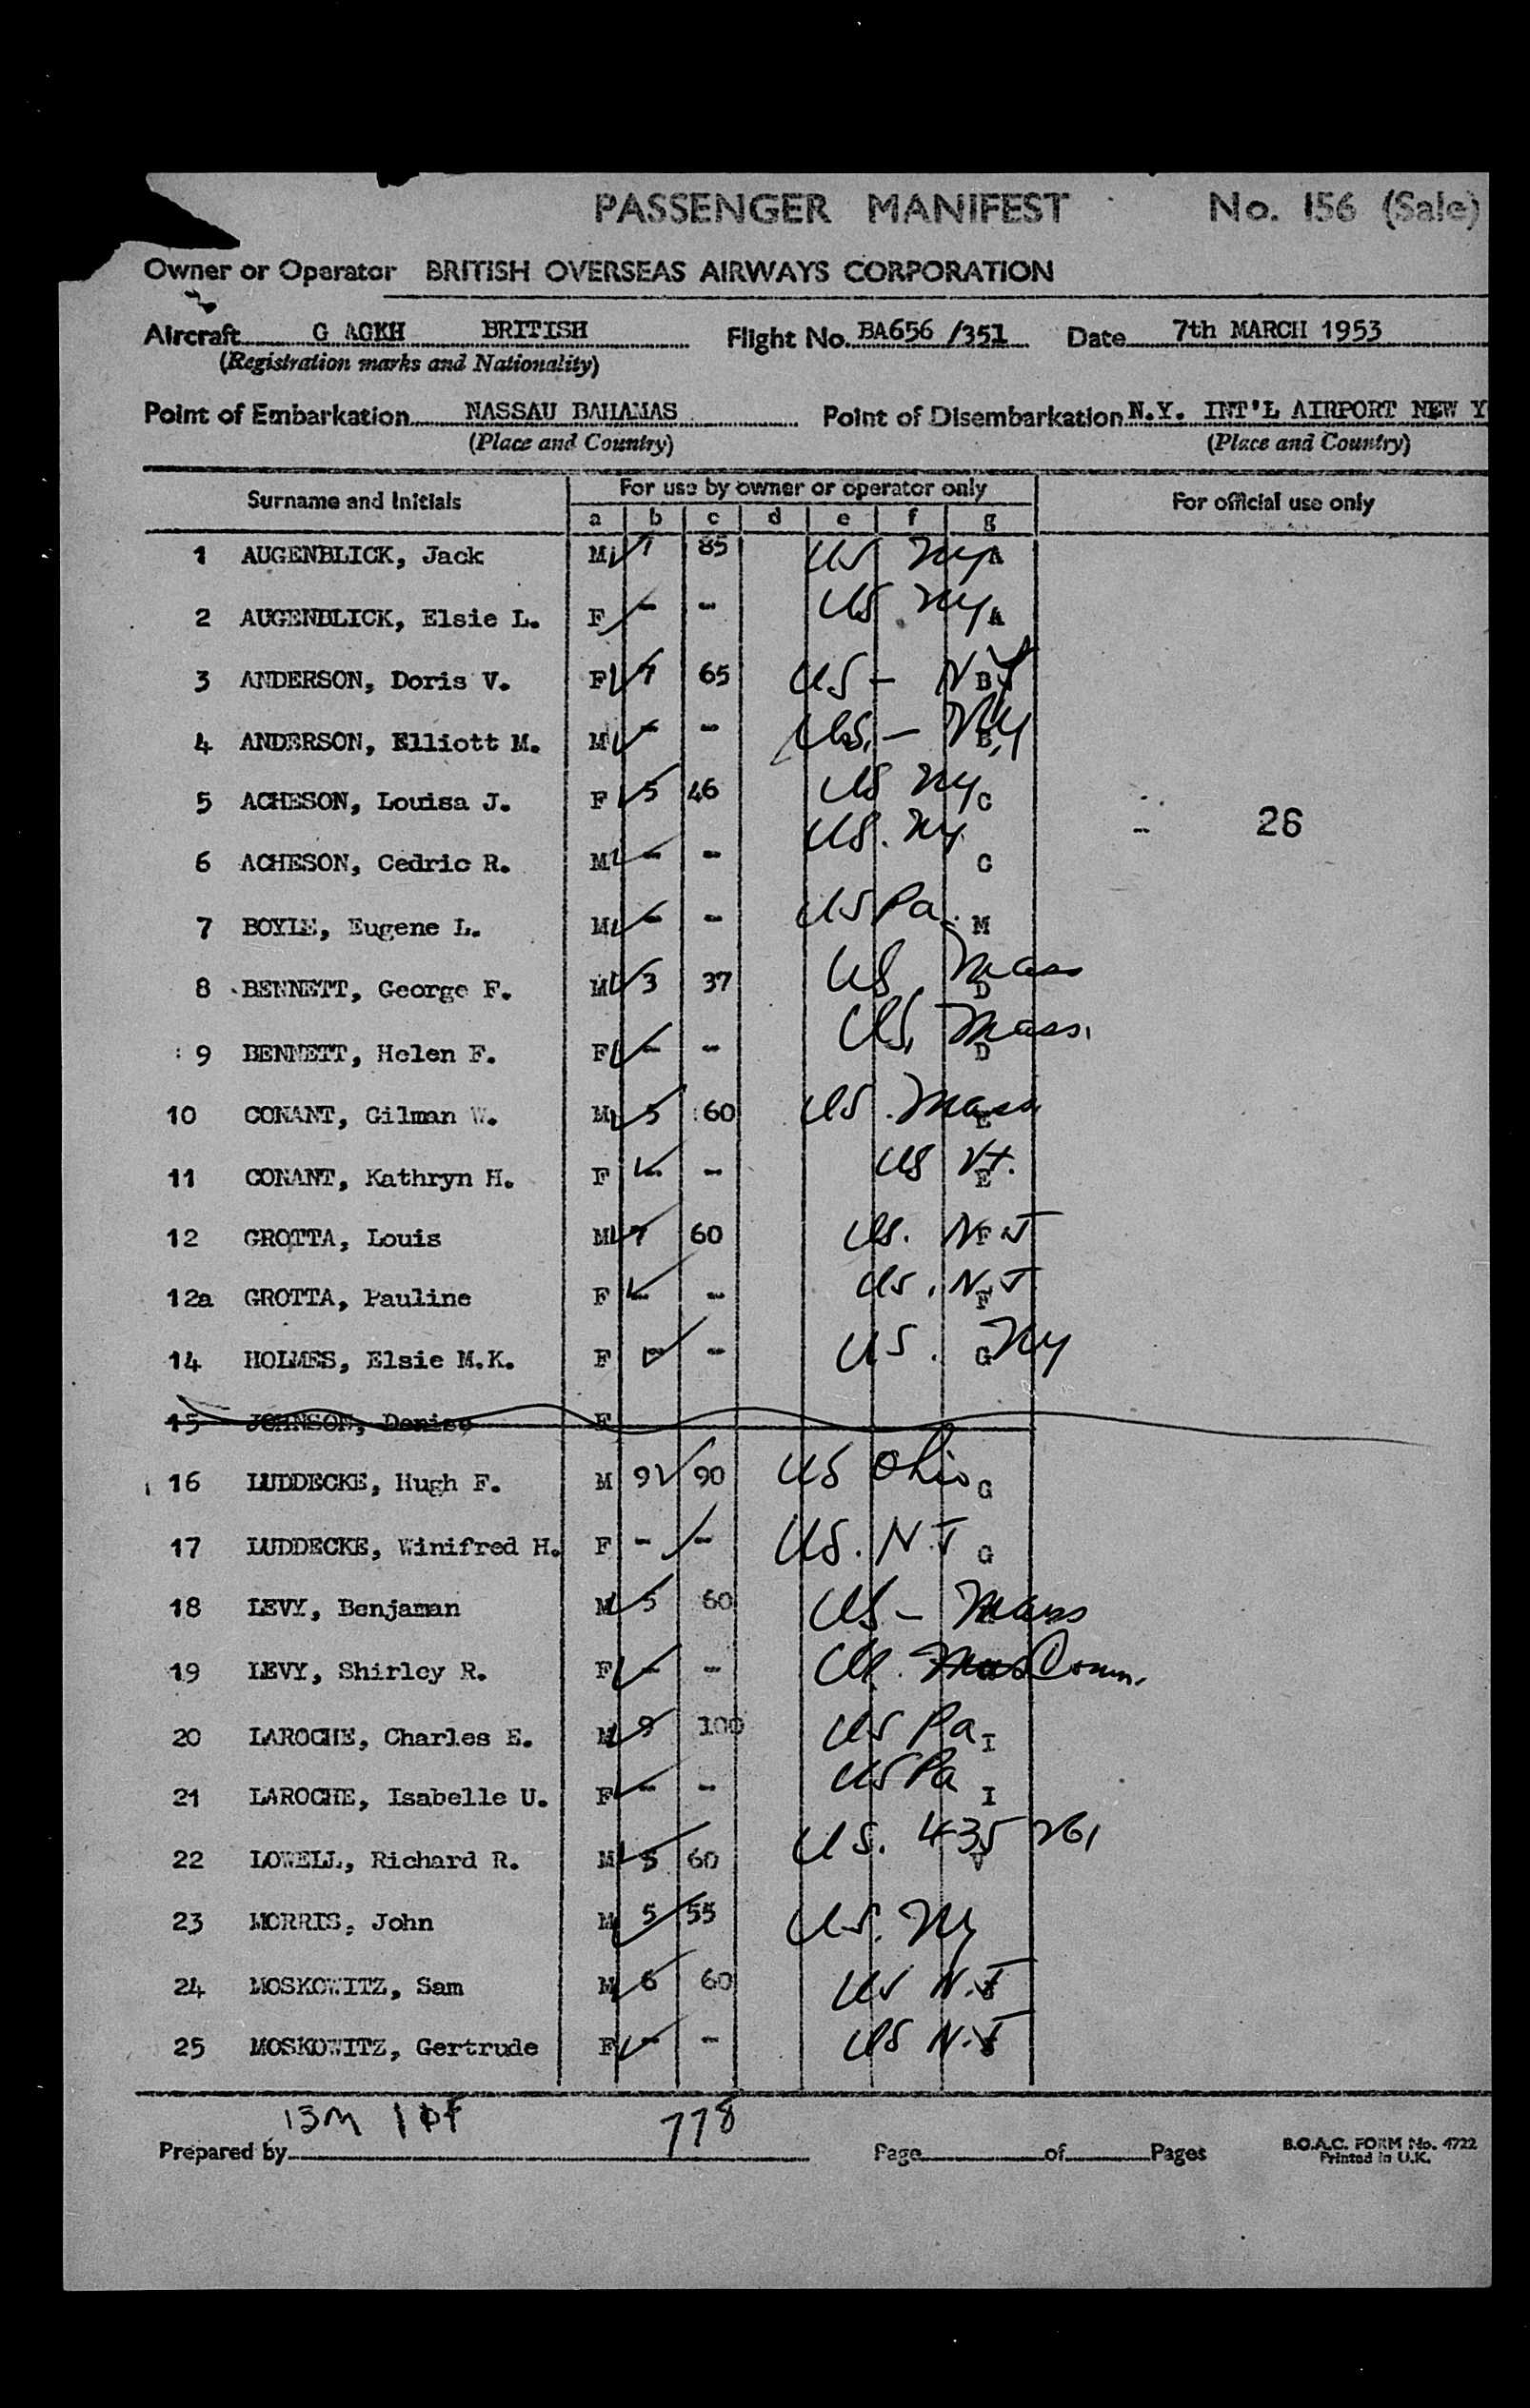 PASSENGER MANIFEST No. 156 (Sale)
Owner or Operator BRITISH OVERSEAS AIRWAYS CORPORATION
Aircraft G AGKH BRITISH Flight No. BA656 /351 Date 7th MARCH 1953
(Registration marks and Nationality)
Point of Embarkation NASSAU BAHAMAS Point of Disembarkation N.Y. INT'L AIRPORT NEW Y
(Place and Country) (Place and Country)
Surname and Initials For use by owner or operator only For official use only
a b c d e f g
1 AUGENBLICK, Jack M 7 85 US NY A
2 AUGENBLICK, Elsie L. F - - US NY A
3 ANDERSON, Doris V. F 7 65 US - NY B
4 ANDERSON, Elliott M. M - - US. - NY B
5 ACHESON, Louisa J. F 5 46 US NY C
26
6 ACHESON, Cedric R. M - - US. NY C
7 BOYLE, Eugene L. M - - US Pa. M
8 BENNETT, George F. M 3 37 US Mass D
9 BENNETT, Helen F. F - - US, Mass. D
10 CONANT, Gilman W. M 5 60 US. Mass E
11 CONANT, Kathryn H. F - - US Vt. E
12 GROTTA, Louis M 7 60 US. N J F
12a GROTTA, Pauline F - - US. N.J F
14 HOLMES, Elsie M.K. F - - US. NY G
15 JOHNSON, Denise F
16 LUDDECKE, Hugh F. M 9 90 US Ohio G
17 LUDDECKE, Winifred H. F - - US. N.J G
18 LEVY, Benjaman M 5 60 US - Mass
19 LEVY, Shirley R. F - - US. Mass Conn.
20 LAROCHE, Charles E. M 9 100 US Pa I
21 LAROCHE, Isabelle U. F - - US Pa I
22 LOWELL, Richard R. M 5 60 US. 435 261 V
23 MORRIS, John M 5 55 US. NY
24 MOSKOWITZ, Sam M 6 60 US N.J
25 MOSKOWITZ, Gertrude F - - US N.J
13M 10F 778
Prepared by Page of Pages B.O.A.C. FORM No. 4722
Printed in U.K.